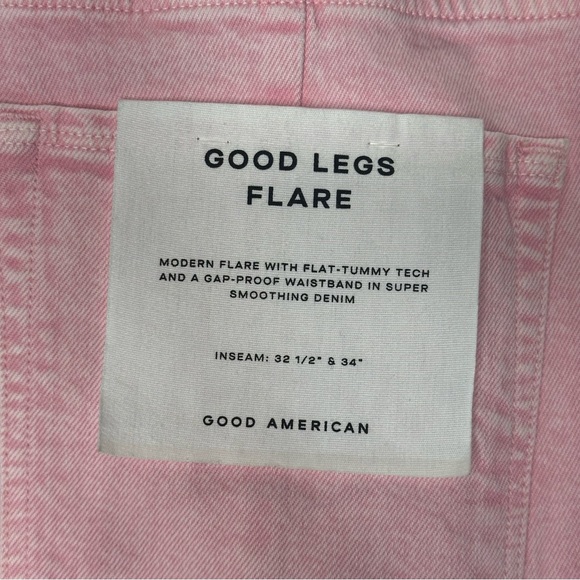 GOOD LEGS
FLARE
MODERN FLARE WITH FLAT-TUMMY TECH
AND A GAP-PROOF WAISTBAND IN SUPER
SMOOTHING DENIM
INSEAM: 32 1/2" & 34"
GOOD AMERICAN